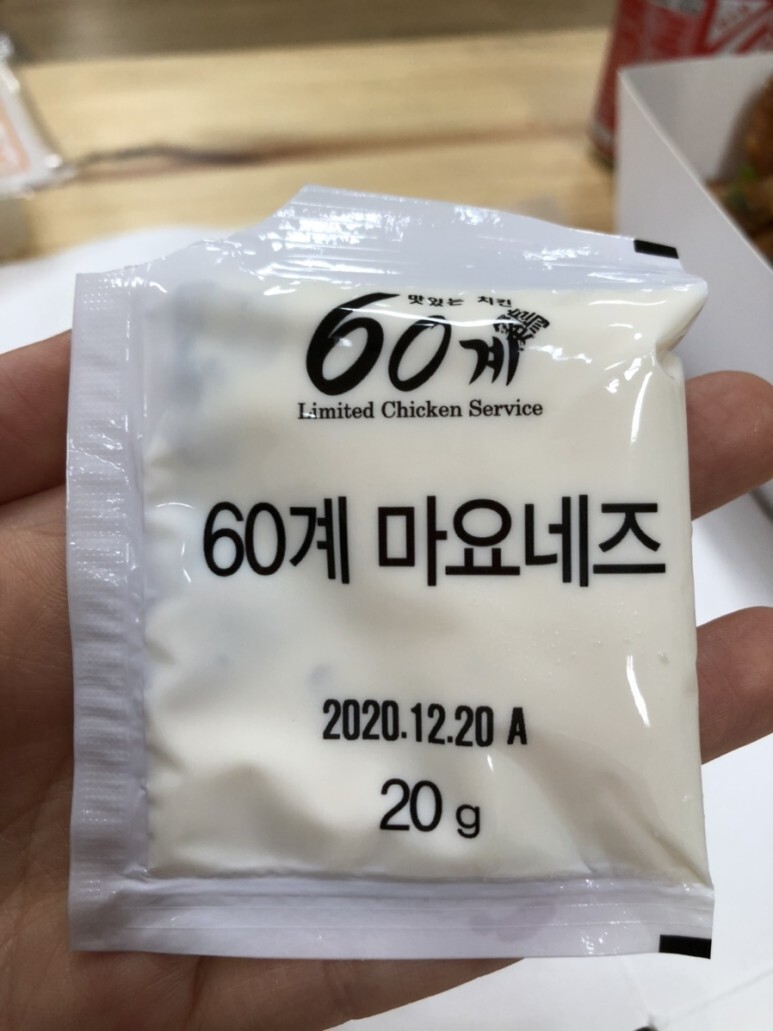 맛있는 치킨
60계
Limited Chicken Service
60계 마요네즈
2020.12.20 A
20 g